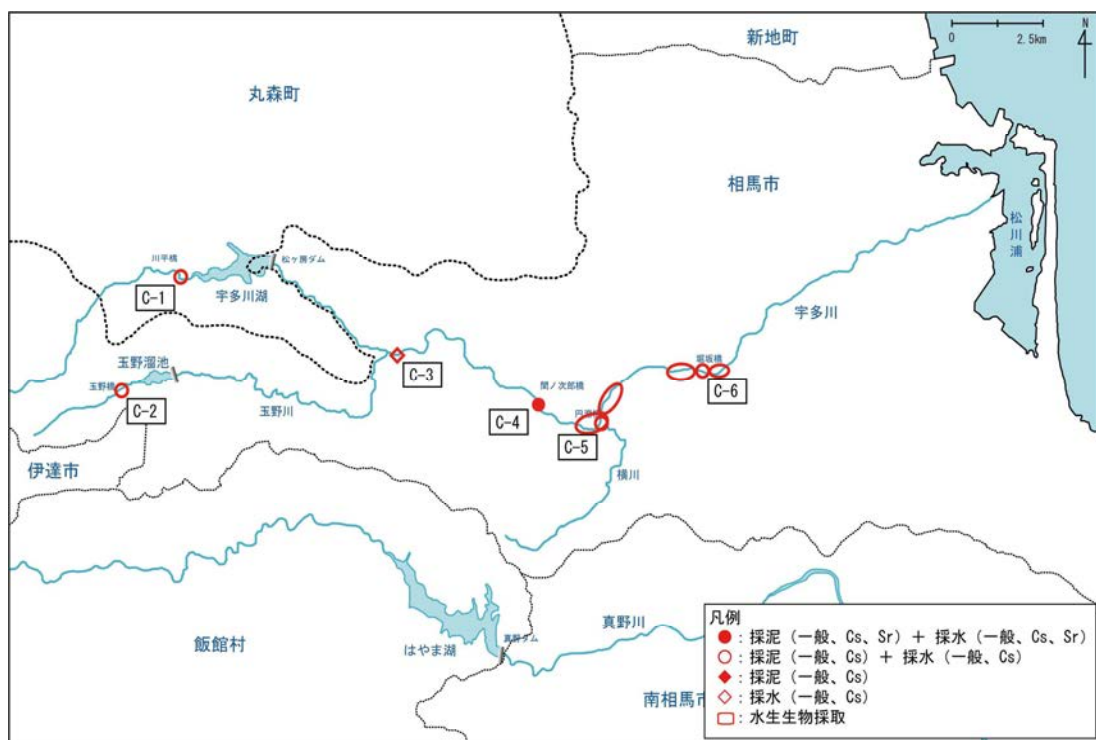 新地町
0 2.5km
N
丸森町
相馬市
松川浦
川平橋
松ヶ房ダム
C-1
宇多川湖
宇多川
玉野溜池
堀坂橋
玉野橋
C-3
C-6
C-2
玉野川
間ノ次郎橋
C-4
C-5
伊達市
横川
飯館村
はやま湖
真野ダム
真野川
南相馬市
凡例
:採泥(一般、Cs、Sr)+ 採水(一般、Cs、Sr)
:採泥(一般、Cs)+ 採水(一般、Cs)
:採泥(一般、Cs)
:採水(一般、Cs)
:水生生物採取